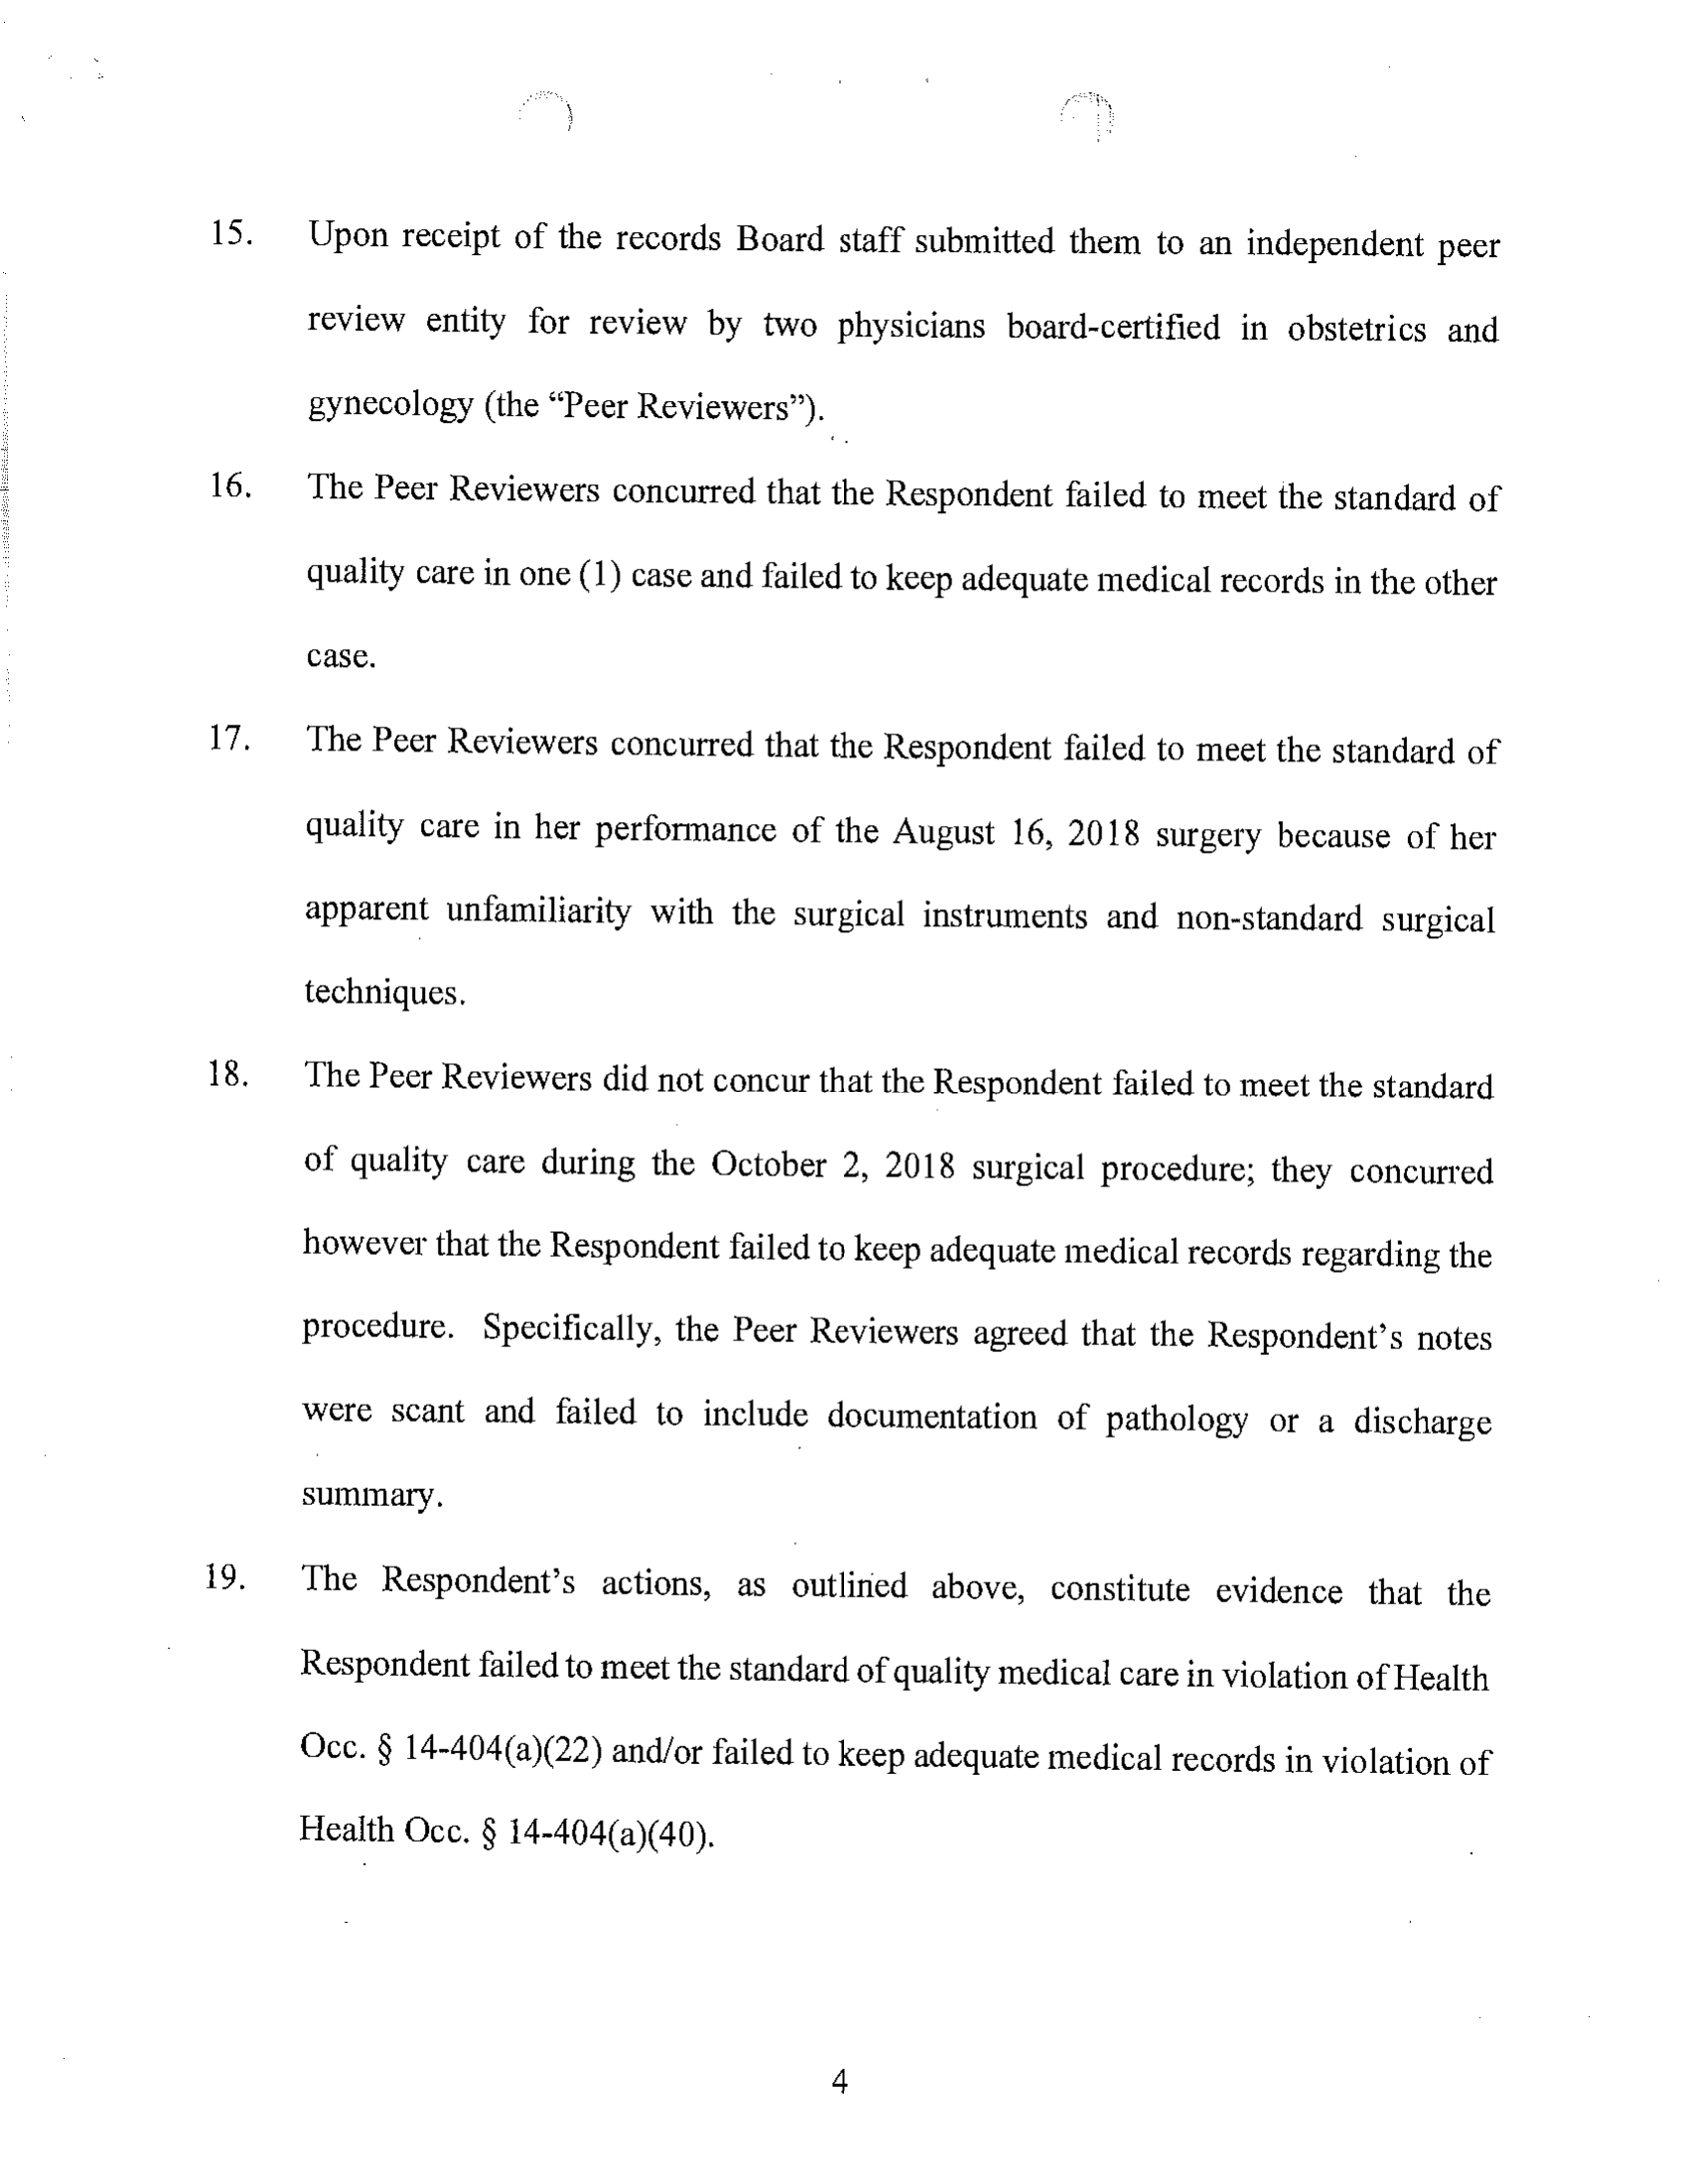 15. Upon receipt of the records Board staff submitted them to an independent peer
review entity for review by two physicians board-certified in obstetrics and
gynecology (the “Peer Reviewers”).
16. The Peer Reviewers concurred that the Respondent failed to meet the standard of
quality care in one (1) case and failed to keep adequate medical records in the other
case.
17. The Peer Reviewers concurred that the Respondent failed to meet the standard of
quality care in her performance of the August 16, 2018 surgery because of her
apparent unfamiliarity with the surgical instruments and non-standard surgical
techniques.
18. The Peer Reviewers did not concur that the Respondent failed to meet the standard
of quality care during the October 2, 2018 surgical procedure; they concurred
however that the Respondent failed to keep adequate medical records regarding the
procedure. Specifically, the Peer Reviewers agreed that the Respondent’s notes
were scant and failed to include documentation of pathology or a discharge
summary.
19. The Respondent’s actions, as outlined above, constitute evidence that the
Respondent failed to meet the standard of quality medical care in violation of Health
Occ. § 14-404(a)(22) and/or failed to keep adequate medical records in violation of
Health Occ. § 14-404(a)(40).
4